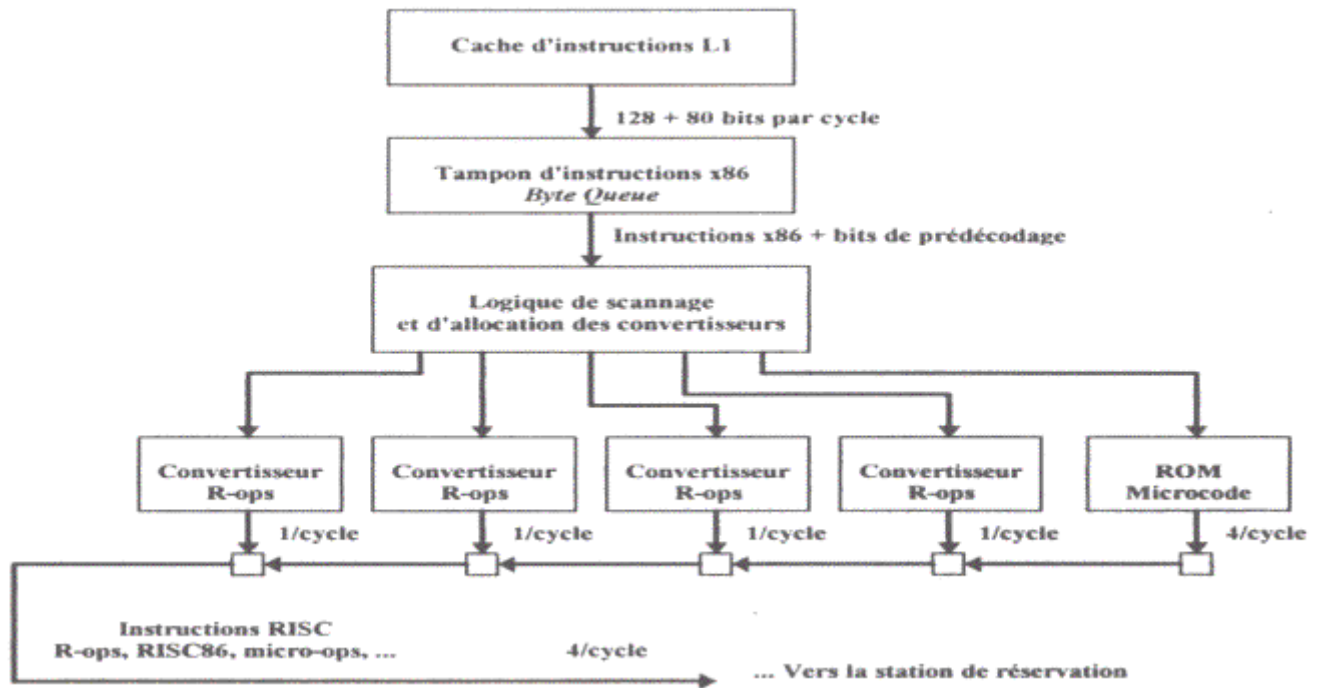 Cache d'instructions L1
128 + 80 bits par cycle
Tampon d'instructions x86
Byte Queue
Instructions x86 + bits de prédécodage
Logique de scannage
et d'allocation des convertisseurs
Convertisseur
R-ops
Convertisseur
R-ops
Convertisseur
R-ops
Convertisseur
R-ops
ROM
Microcode
1/cycle
1/cycle
1/cycle
1/cycle
4/cycle
Instructions RISC
R-ops, RISC86, micro-ops, ...
4/cycle
... Vers la station de réservation